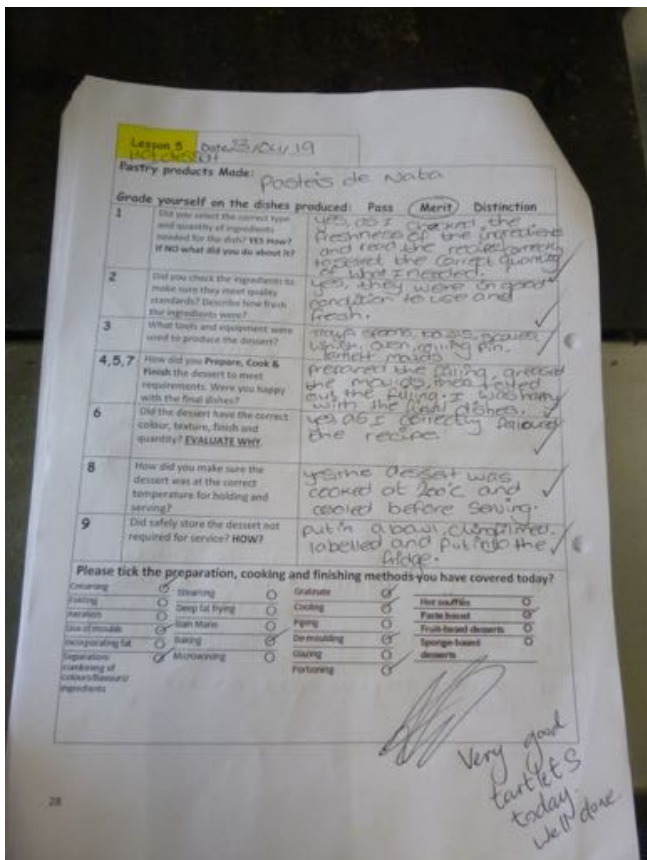 Lesson 5 Date 23/04/19
Hot dessert
Pastry products Made: Pasteis de Nata
Grade yourself on the dishes produced: Pass Merit Distinction
1
Did you select the correct type
and quantity of ingredients
needed for the dish? YES How?
If NO what did you do about it?
yes, as I checked the
freshness of the ingredients
and read the recipe correctly
to select the correct quantity
of what I needed.
2
Did you check the ingredients to
make sure they meet quality
standards? Describe how fresh
the ingredients were?
yes, they were in good
condition to use and
fresh.
3
What tools and equipment were
used to produce the dessert?
whisk, oven, rolling pin,
moulds
4,5,7
How did you Prepare, Cook &
Finish the dessert to meet
requirements. Were you happy
with the final dishes?
prepared the filling, greased
the moulds, then
out the filling. I was happy
with the final dishes.
6
Did the dessert have the correct
colour, texture, finish and
quantity? EVALUATE WHY.
yes as I correctly followed
the recipe.
8
How did you make sure the
dessert was at the correct
temperature for holding and
serving?
yes the dessert was
cooked at 200°c and
cooled before serving.
9
Did safely store the dessert not
required for service? HOW?
put in a bowl, clingfilmed.
labelled and put into the
fridge.
Please tick the preparation, cooking and finishing methods you have covered today?
Creaming
Folding
Aeration
Use of moulds
Incorporating fat
Separation/
combining of
colours/flavours/
ingredients
Steaming
Deep fat frying
Bain Marie
Baking
Microwaving
Gratinate
Cooling
Piping
De-moulding
Glazing
Portioning
Hot souffles
Paste based
Fruit-based desserts
Sponge-based
desserts
Very good
tartlets
today.
Well done.
28